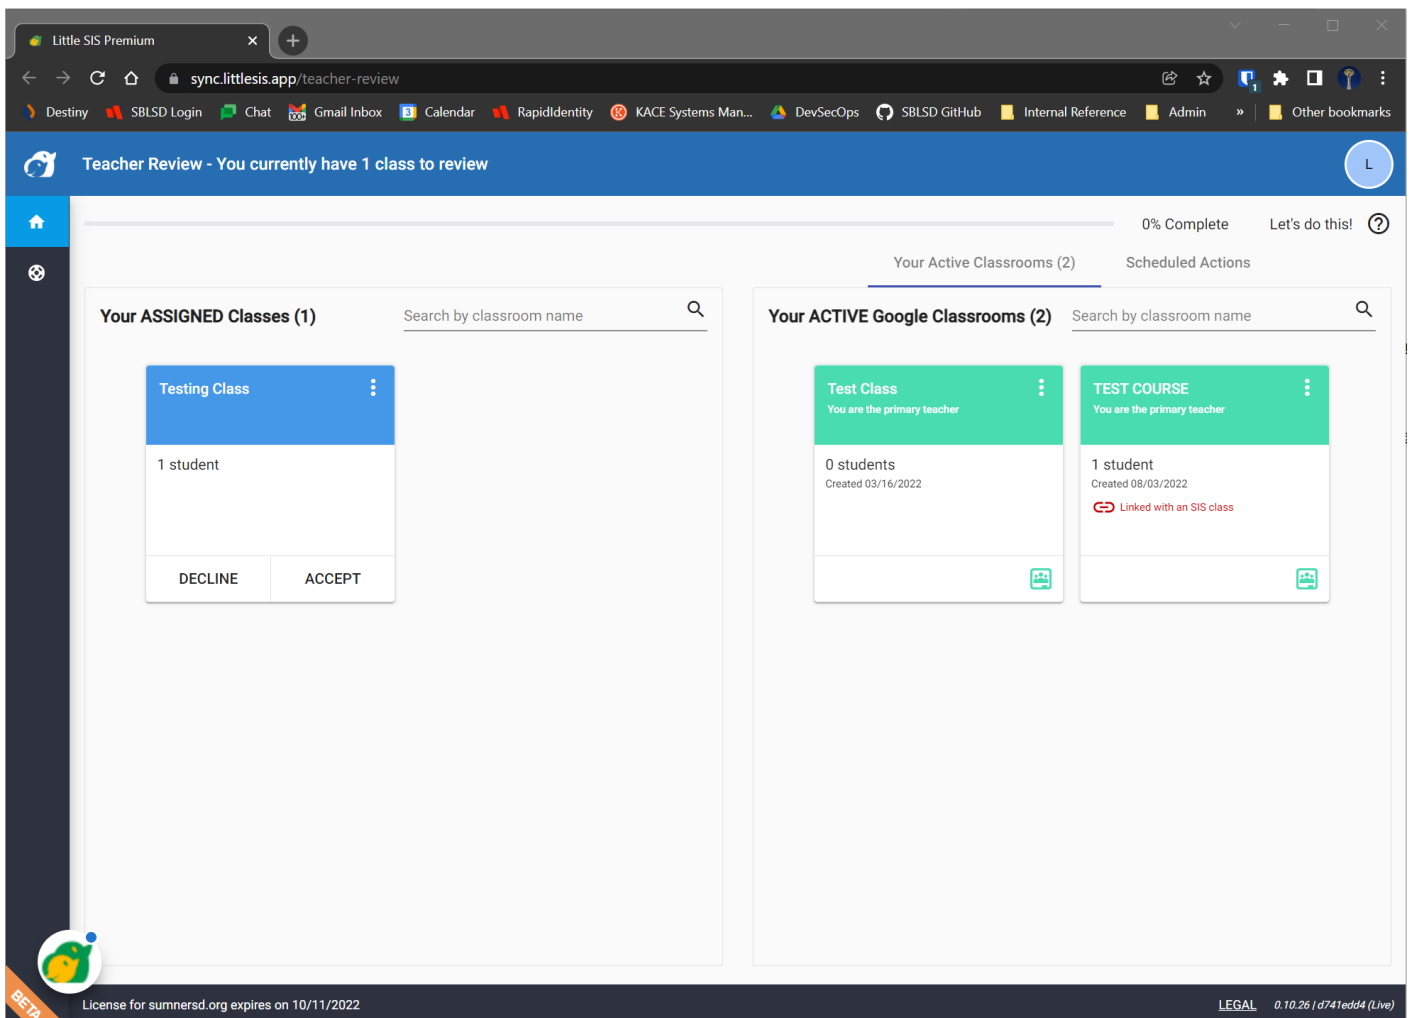 Little SIS Premium
sync.littlesis.app/teacher-review
1
Destiny
SBLSD Login
Chat
100+
Gmail Inbox
3
Calendar
RapidIdentity
KACE Systems Man...
DevSecOps
SBLSD GitHub
Internal Reference
Admin
»
Other bookmarks
Teacher Review - You currently have 1 class to review
L
0% Complete
Let's do this!
?
Your Active Classrooms (2)
Scheduled Actions
Your ASSIGNED Classes (1)
Search by classroom name
Your ACTIVE Google Classrooms (2)
Search by classroom name
Testing Class
1 student
DECLINE
ACCEPT
Test Class
You are the primary teacher
0 students
Created 03/16/2022
TEST COURSE
You are the primary teacher
1 student
Created 08/03/2022
Linked with an SIS class
BETA
License for sumnersd.org expires on 10/11/2022
LEGAL
0.10.26 | d741edd4 (Live)